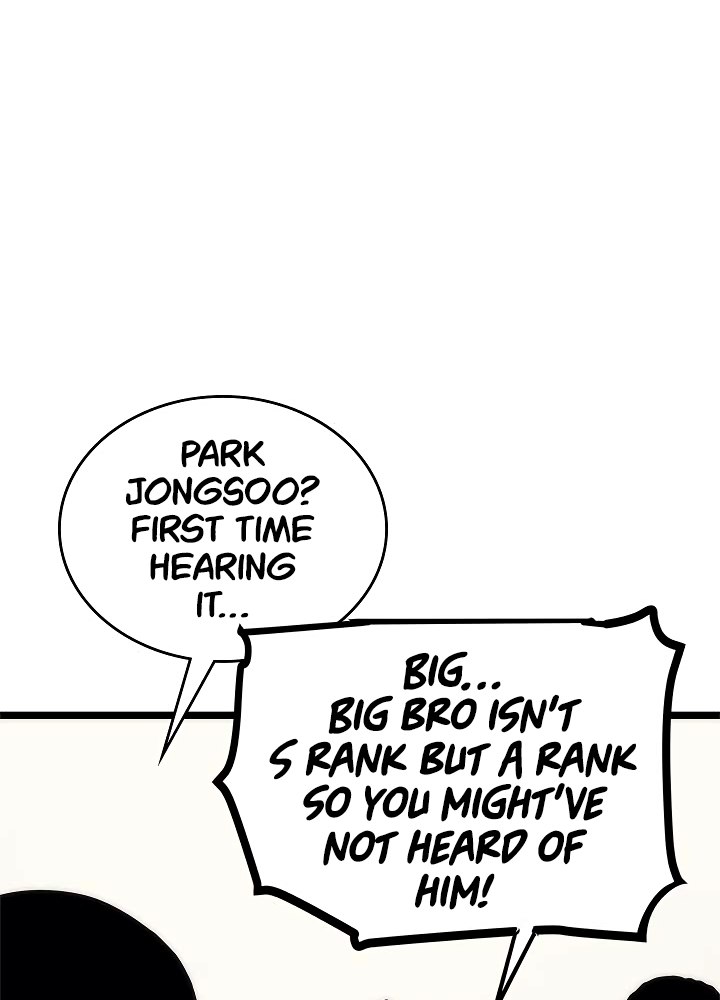 PARK
JONGSOO?
FIRST TIME
HEARING
IT...
BIG...
BIG BRO ISN'T
S RANK BUT A RANK
SO YOU MIGHT'VE
NOT HEARD OF
HIM!